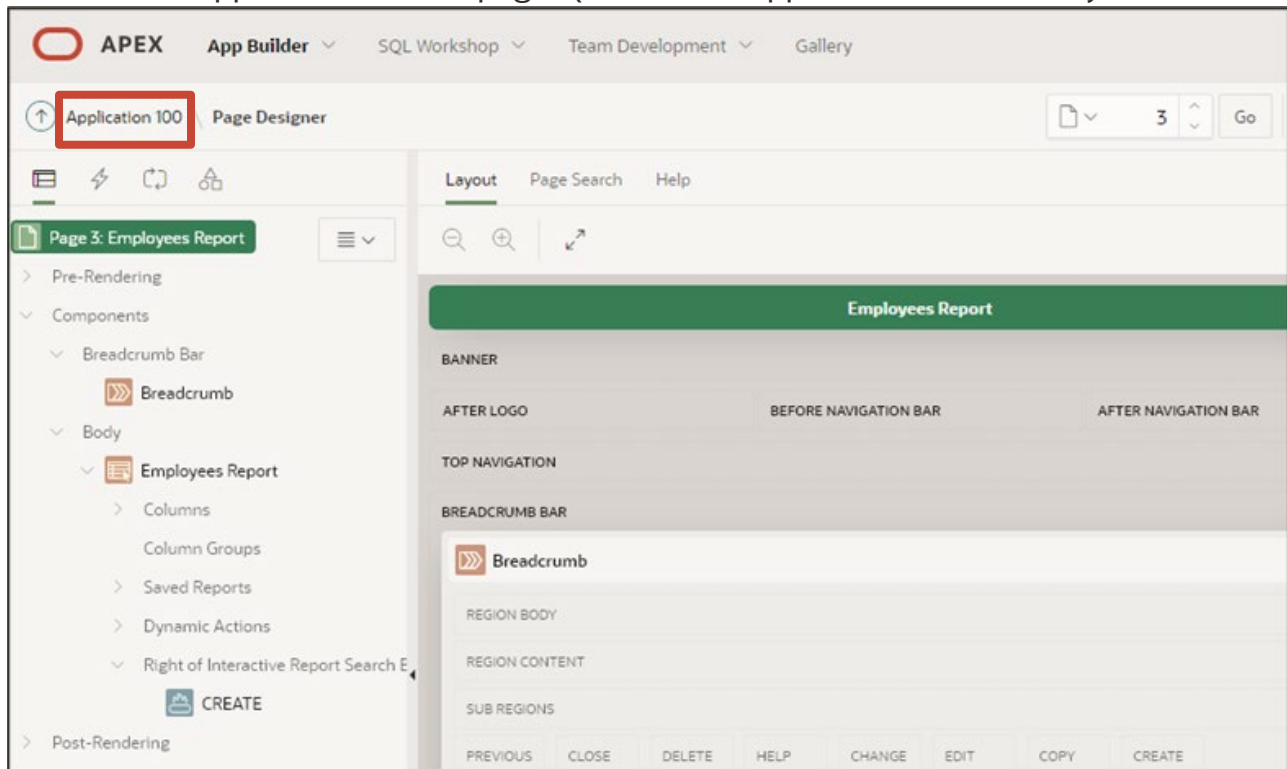 APEX App Builder SQL Workshop Team Development Gallery
Application 100 \ Page Designer 3 Go
Layout Page Search Help
Page 3: Employees Report
Pre-Rendering
Components
Breadcrumb Bar
Breadcrumb
Body
Employees Report
Columns
Column Groups
Saved Reports
Dynamic Actions
Right of Interactive Report Search
CREATE
Post-Rendering
Employees Report
BANNER
AFTER LOGO BEFORE NAVIGATION BAR AFTER NAVIGATION BAR
TOP NAVIGATION
BREADCRUMB BAR
Breadcrumb
REGION BODY
REGION CONTENT
SUB REGIONS
PREVIOUS CLOSE DELETE HELP CHANGE EDIT COPY CREATE